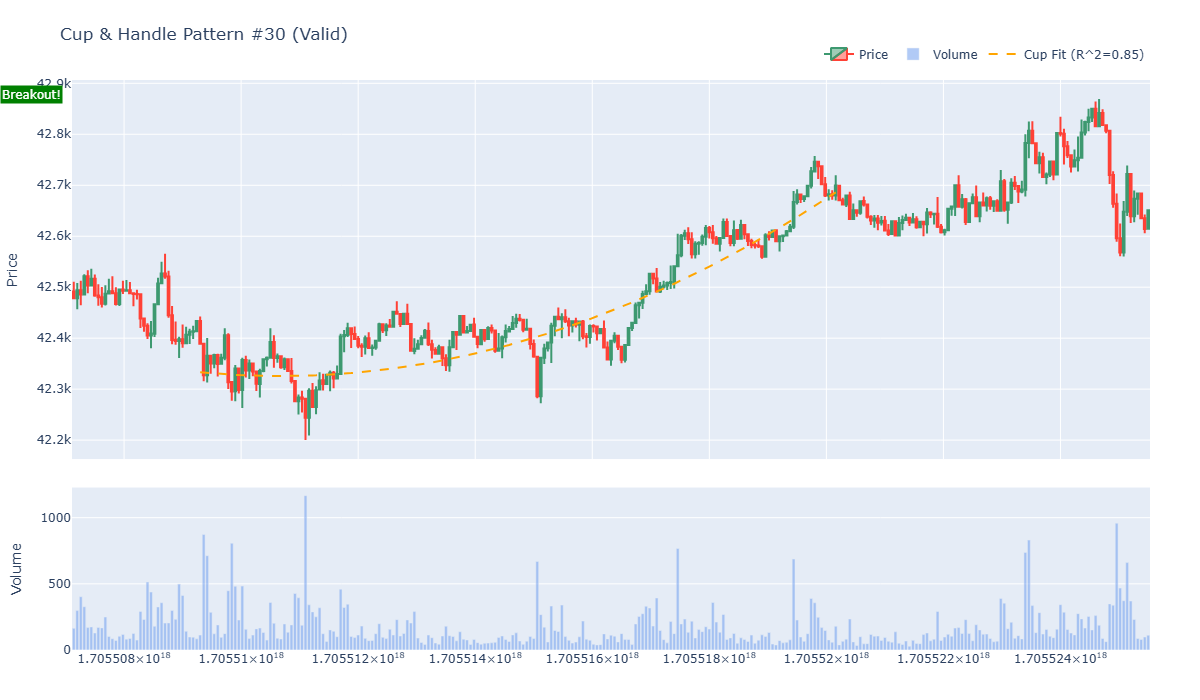 Cup & Handle Pattern #30 (Valid)
Price
Volume
Cup Fit (R^2=0.85)
Breakout!
42.9k
42.8k
42.7k
42.6k
42.5k
42.4k
42.3k
42.2k
Price
1000
500
0
Volume
1.705508×10¹⁸
1.70551×10¹⁸
1.705512×10¹⁸
1.705514×10¹⁸
1.705516×10¹⁸
1.705518×10¹⁸
1.70552×10¹⁸
1.705522×10¹⁸
1.705524×10¹⁸